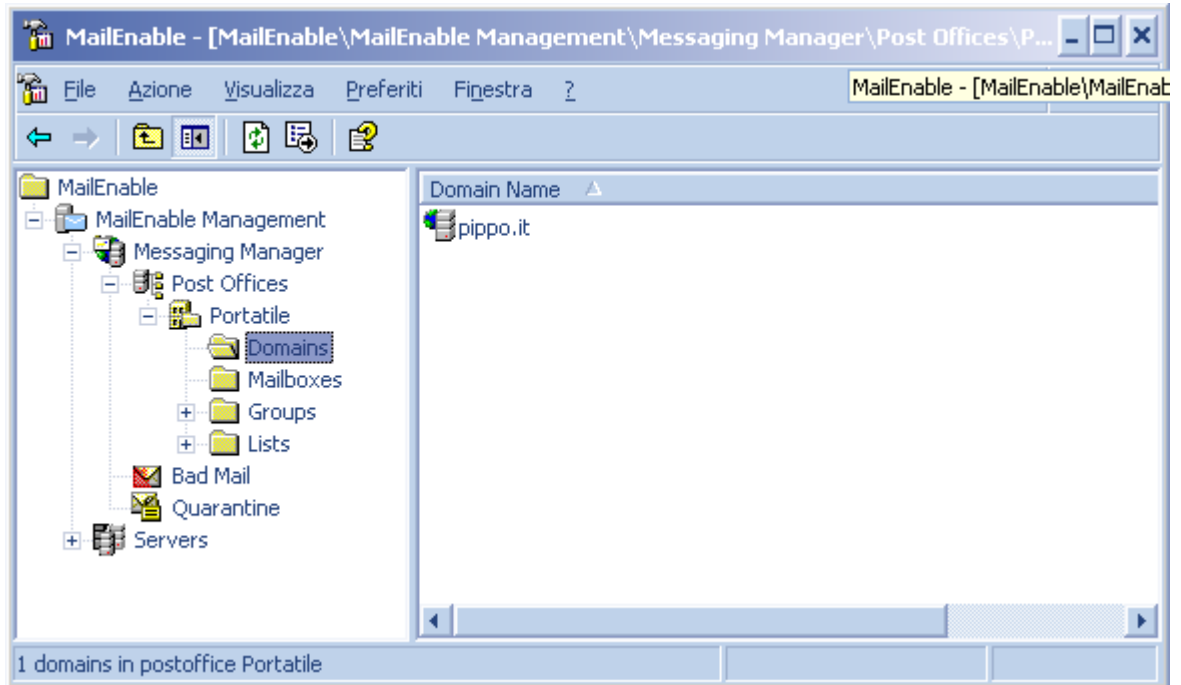 MailEnable - [MailEnable\MailEnable Management\Messaging Manager\Post Offices\P...
File Azione Visualizza Preferiti Finestra ?
MailEnable - [MailEnable\MailEnab
MailEnable
MailEnable Management
Messaging Manager
Post Offices
Portatile
Domains
Mailboxes
Groups
Lists
Bad Mail
Quarantine
Servers
Domain Name
pippo.it
1 domains in postoffice Portatile